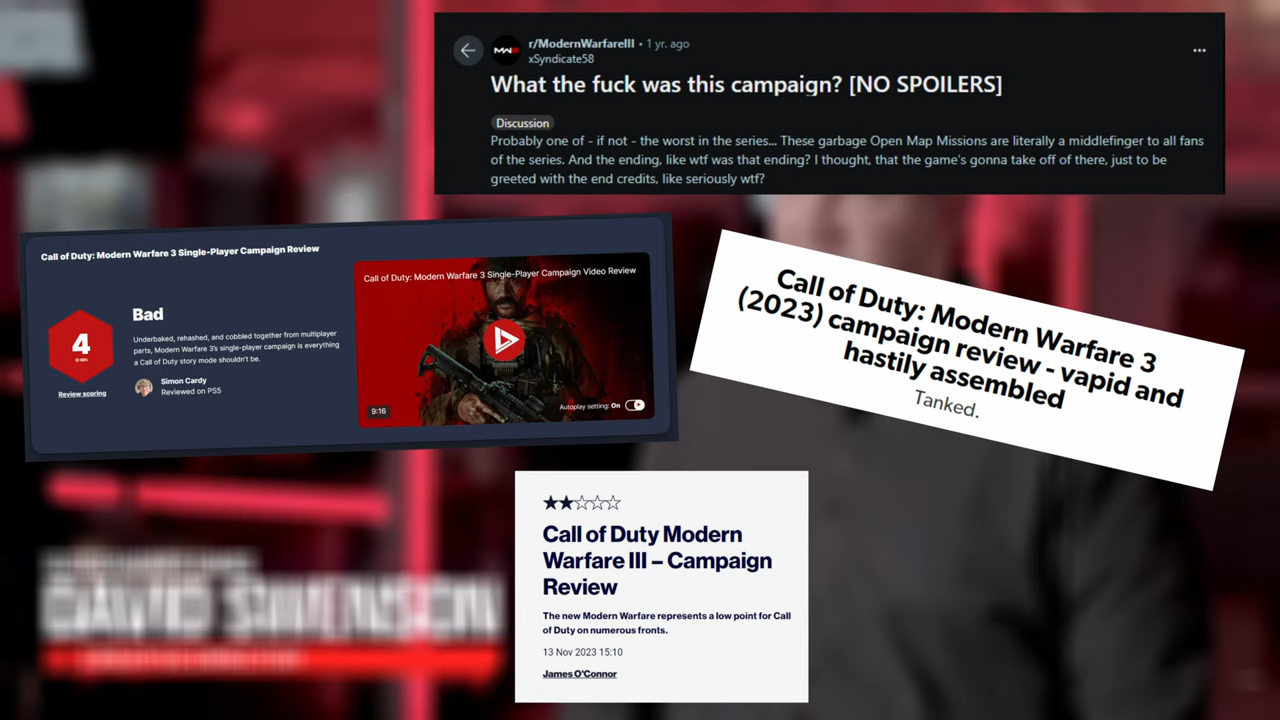 r/ModernWarfareIII • 1 yr. ago
xSyndicate58
What the fuck was this campaign? [NO SPOILERS]
Discussion
Probably one of - if not - the worst in the series... These garbage Open Map Missions are literally a middlefinger to all fans
of the series. And the ending, like wtf was that ending? I thought, that the game's gonna take off of there, just to be
greeted with the end credits, like seriously wtf?
Call of Duty: Modern Warfare 3 Single-Player Campaign Review
4
Bad
Underbaked, rehashed, and cobbled together from multiplayer
parts, Modern Warfare 3's single-player campaign is everything
a Call of Duty story mode shouldn't be.
Simon Cardy
Reviewed on PS5
Review scoring
Call of Duty: Modern Warfare 3 Single-Player Campaign Video Review
9:16
Autoplay setting: On
Call of Duty: Modern Warfare 3
(2023) campaign review - vapid and
hastily assembled
Tanked.
★★☆☆☆
Call of Duty Modern
Warfare III – Campaign
Review
The new Modern Warfare represents a low point for Call
of Duty on numerous fronts.
13 Nov 2023 15:10
James O'Connor
DAVID SWENSON